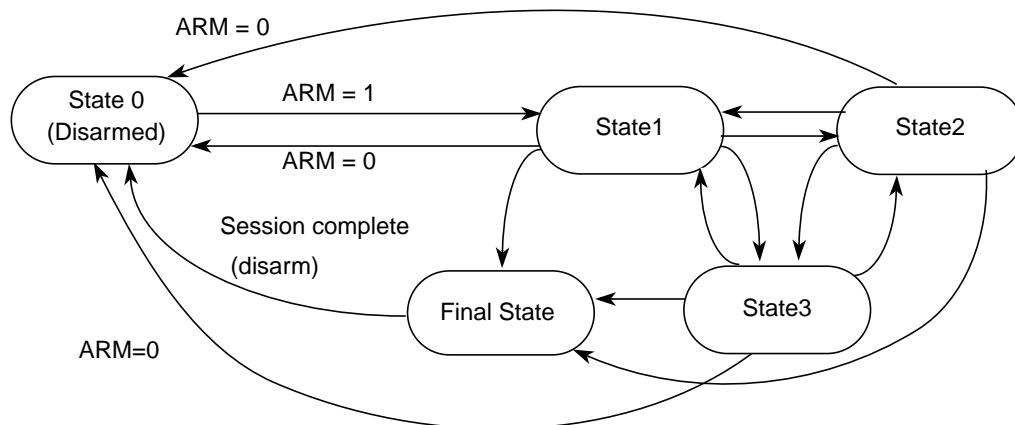 ARM = 0
State 0
(Disarmed)
ARM = 1
State1
State2
ARM = 0
Session complete
(disarm)
Final State
State3
ARM=0